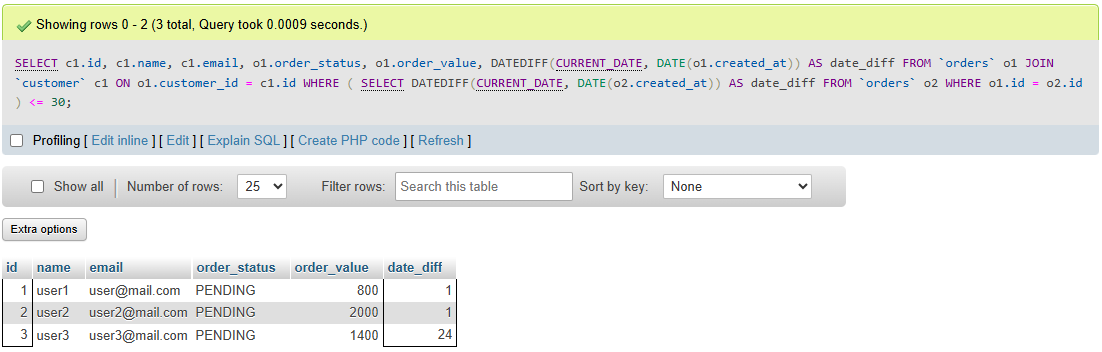 Showing rows 0 - 2 (3 total, Query took 0.0009 seconds.)
SELECT c1.id, c1.name, c1.email, o1.order_status, o1.order_value, DATEDIFF(CURRENT_DATE, DATE(o1.created_at)) AS date_diff FROM `orders` o1 JOIN
`customer` c1 ON o1.customer_id = c1.id WHERE ( SELECT DATEDIFF(CURRENT_DATE, DATE(o2.created_at)) AS date_diff FROM `orders` o2 WHERE o1.id = o2.id
) <= 30;
Profiling [ Edit inline ] [ Edit ] [ Explain SQL ] [ Create PHP code ] [ Refresh ]
Show all Number of rows: 25 Filter rows: Search this table Sort by key: None
Extra options
id name email order_status order_value date_diff
1 user1 user@mail.com PENDING 800 1
2 user2 user2@mail.com PENDING 2000 1
3 user3 user3@mail.com PENDING 1400 24